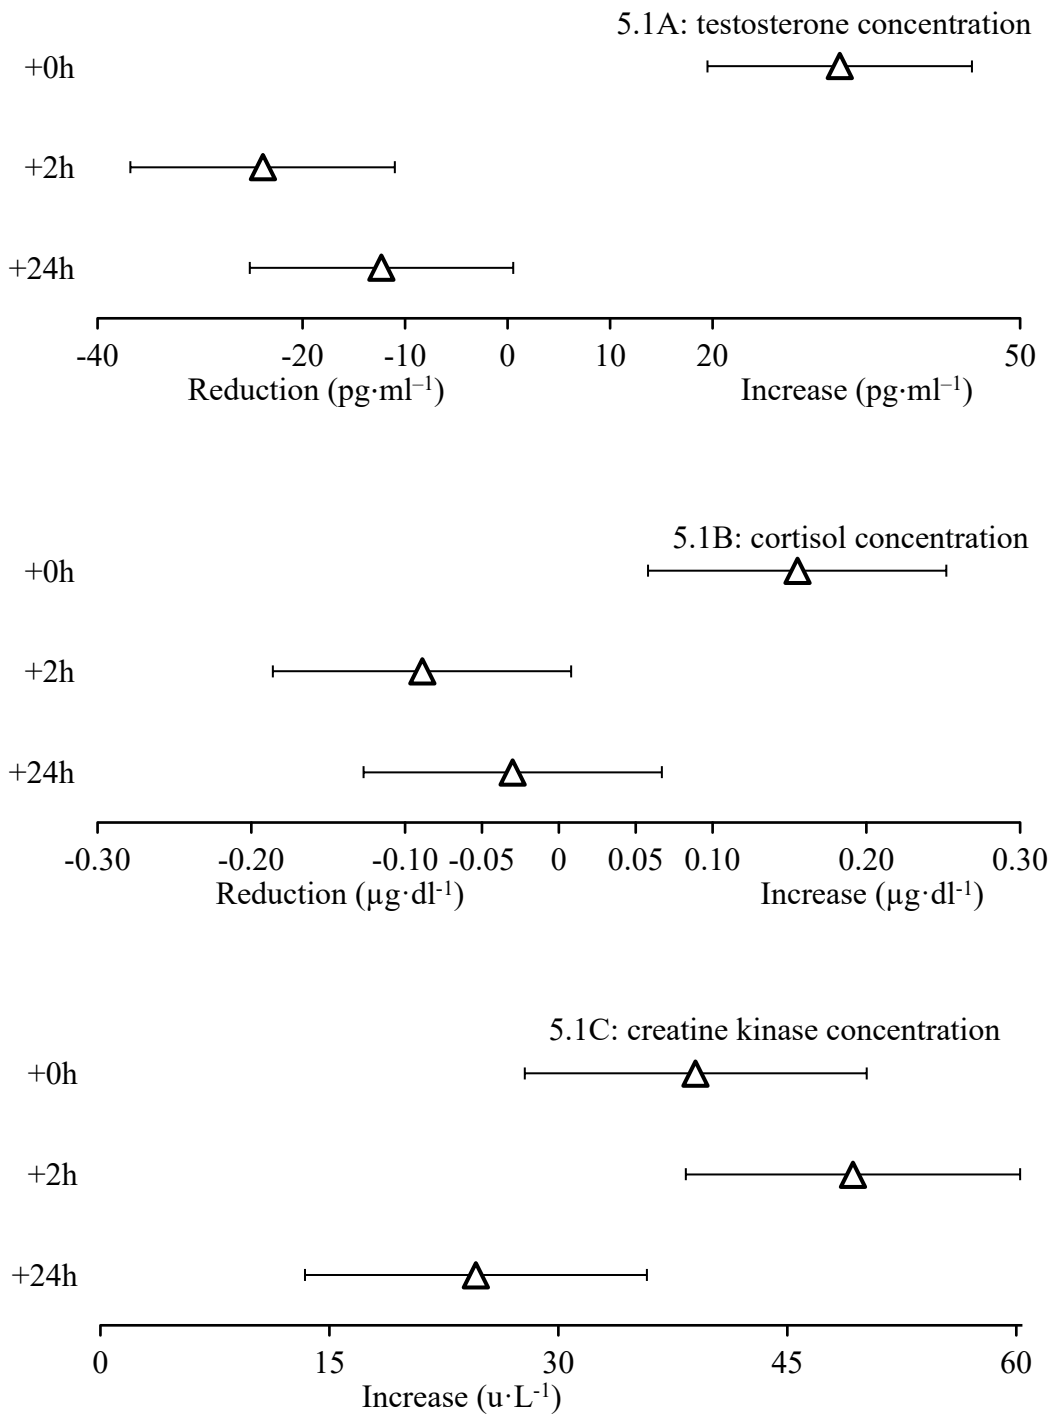 5.1A: testosterone concentration
+0h
+2h
+24h
-40 -20 -10 0 10 20 50
Reduction (pg·ml⁻¹) Increase (pg·ml⁻¹)
5.1B: cortisol concentration
+0h
+2h
+24h
-0.30 -0.20 -0.10 -0.05 0 0.05 0.10 0.20 0.30
Reduction (µg·dl⁻¹) Increase (µg·dl⁻¹)
5.1C: creatine kinase concentration
+0h
+2h
+24h
0 15 30 45 60
Increase (u·L⁻¹)